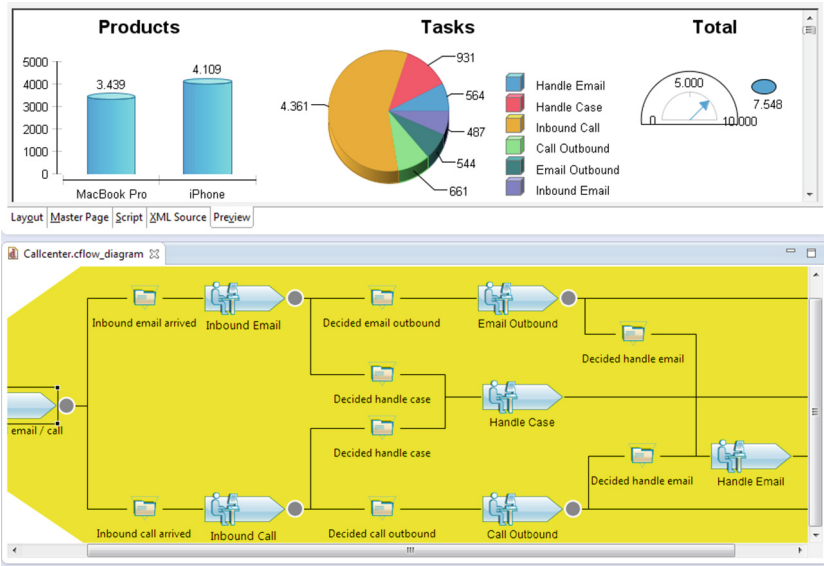 Products
Tasks
Total
5000
4000
3000
2000
1000
0
3.439
4.109
MacBook Pro
iPhone
931
564
487
544
661
4.361
Handle Email
Handle Case
Inbound Call
Call Outbound
Email Outbound
Inbound Email
5.000
0
10.000
7.548
Layout
Master Page
Script
XML Source
Preview
Callcenter.cflow_diagram
Inbound email arrived
Inbound Email
Decided email outbound
Email Outbound
Decided handle email
Decided handle case
Handle Case
email / call
Decided handle case
Decided handle email
Handle Email
Inbound call arrived
Inbound Call
Decided call outbound
Call Outbound